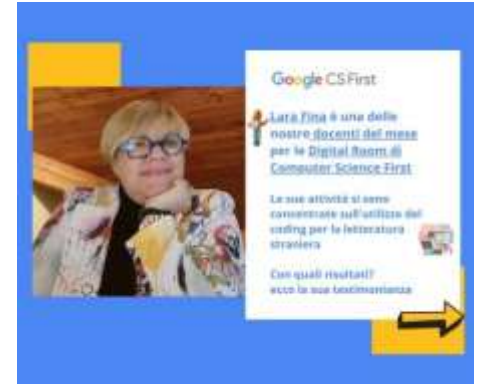 Google CS First
Lara Fina è una delle
nostre docenti del mese
per le Digital Room di
Computer Science First
Le sue attività si sono
concentrate sull'utilizzo del
coding per la letteratura
straniera
Con quali risultati?
ecco la sua testimonianza